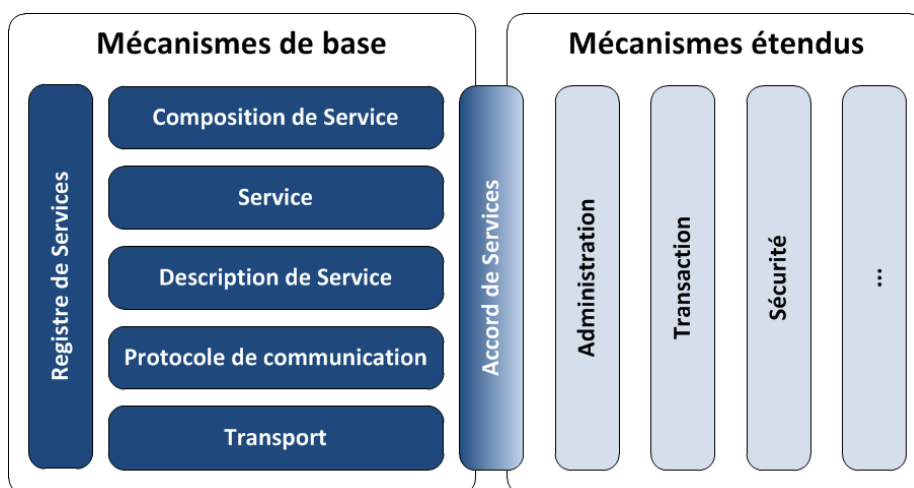 Mécanismes de base
Registre de Services
Composition de Service
Service
Description de Service
Protocole de communication
Transport
Accord de Services
Mécanismes étendus
Administration
Transaction
Sécurité
...